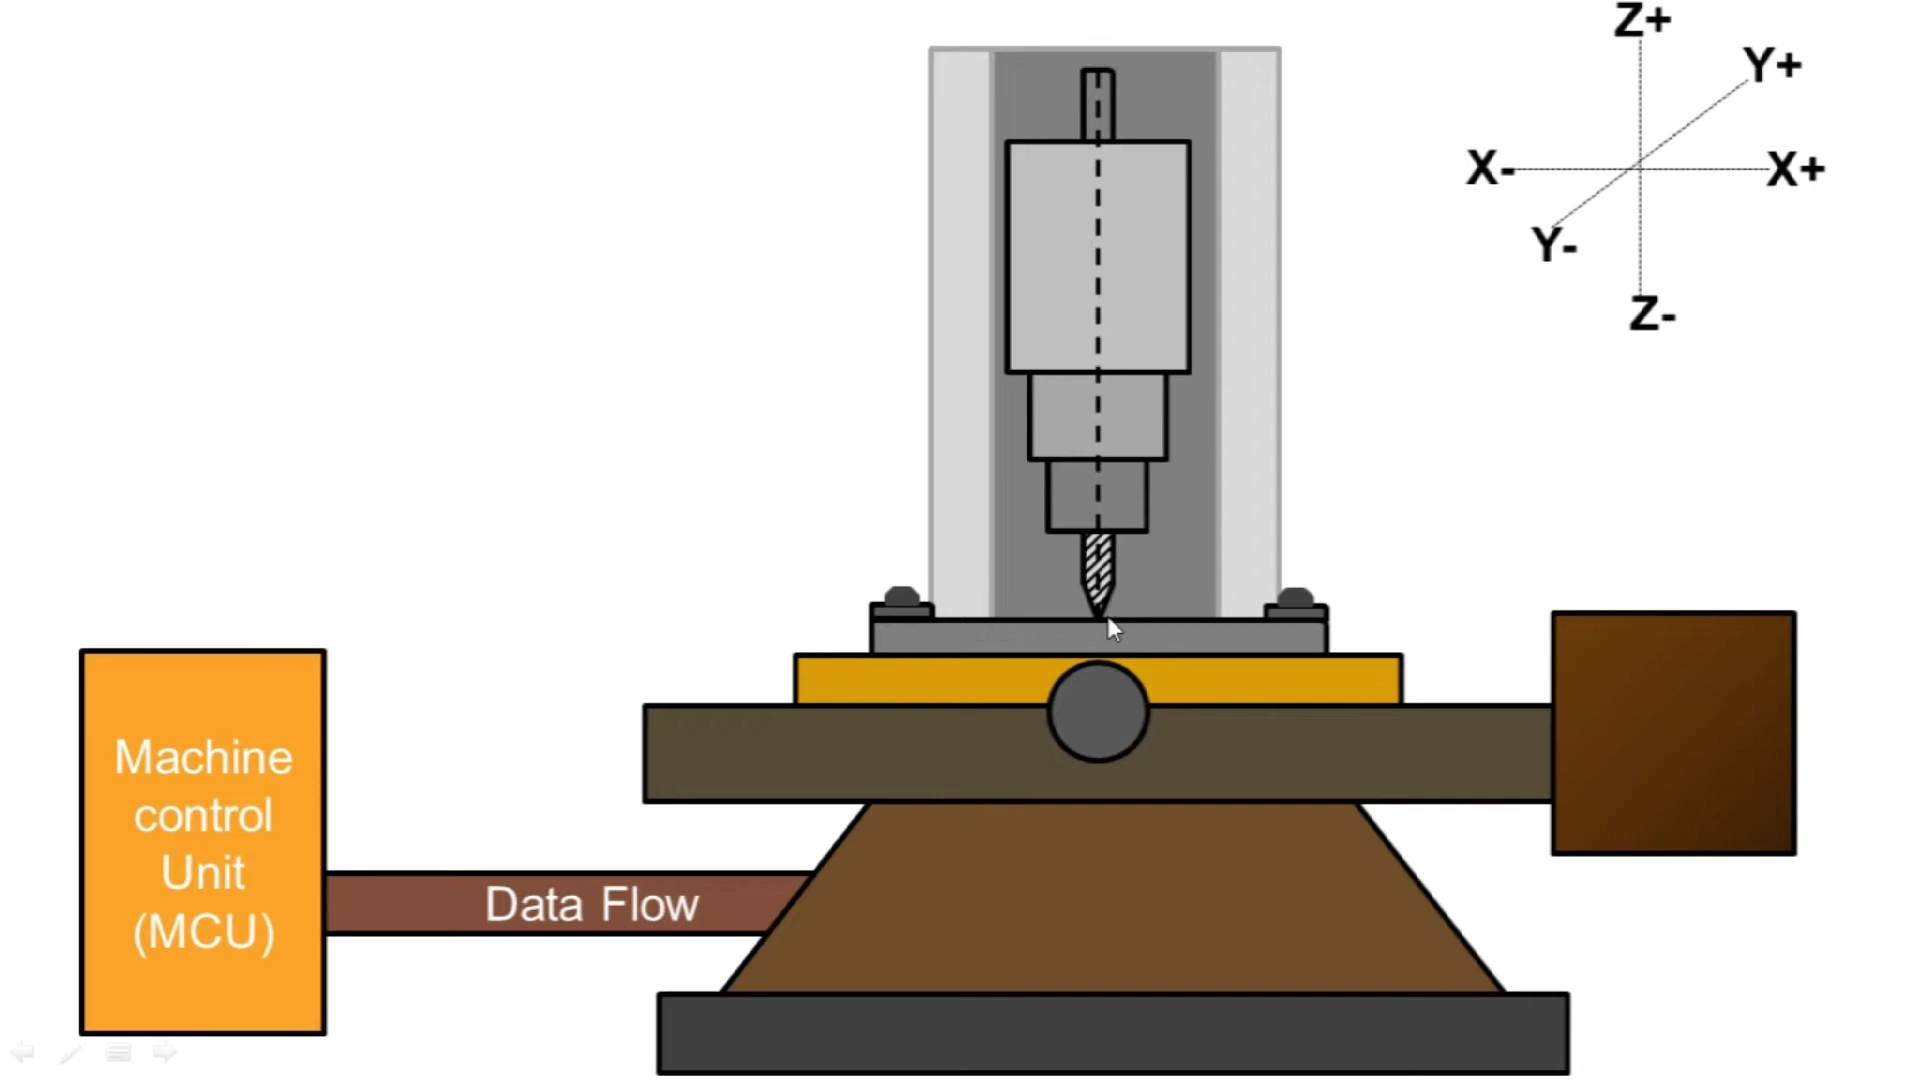 Z+
Y+
X-
X+
Y-
Z-
Machine
control
Unit
(MCU)
Data Flow